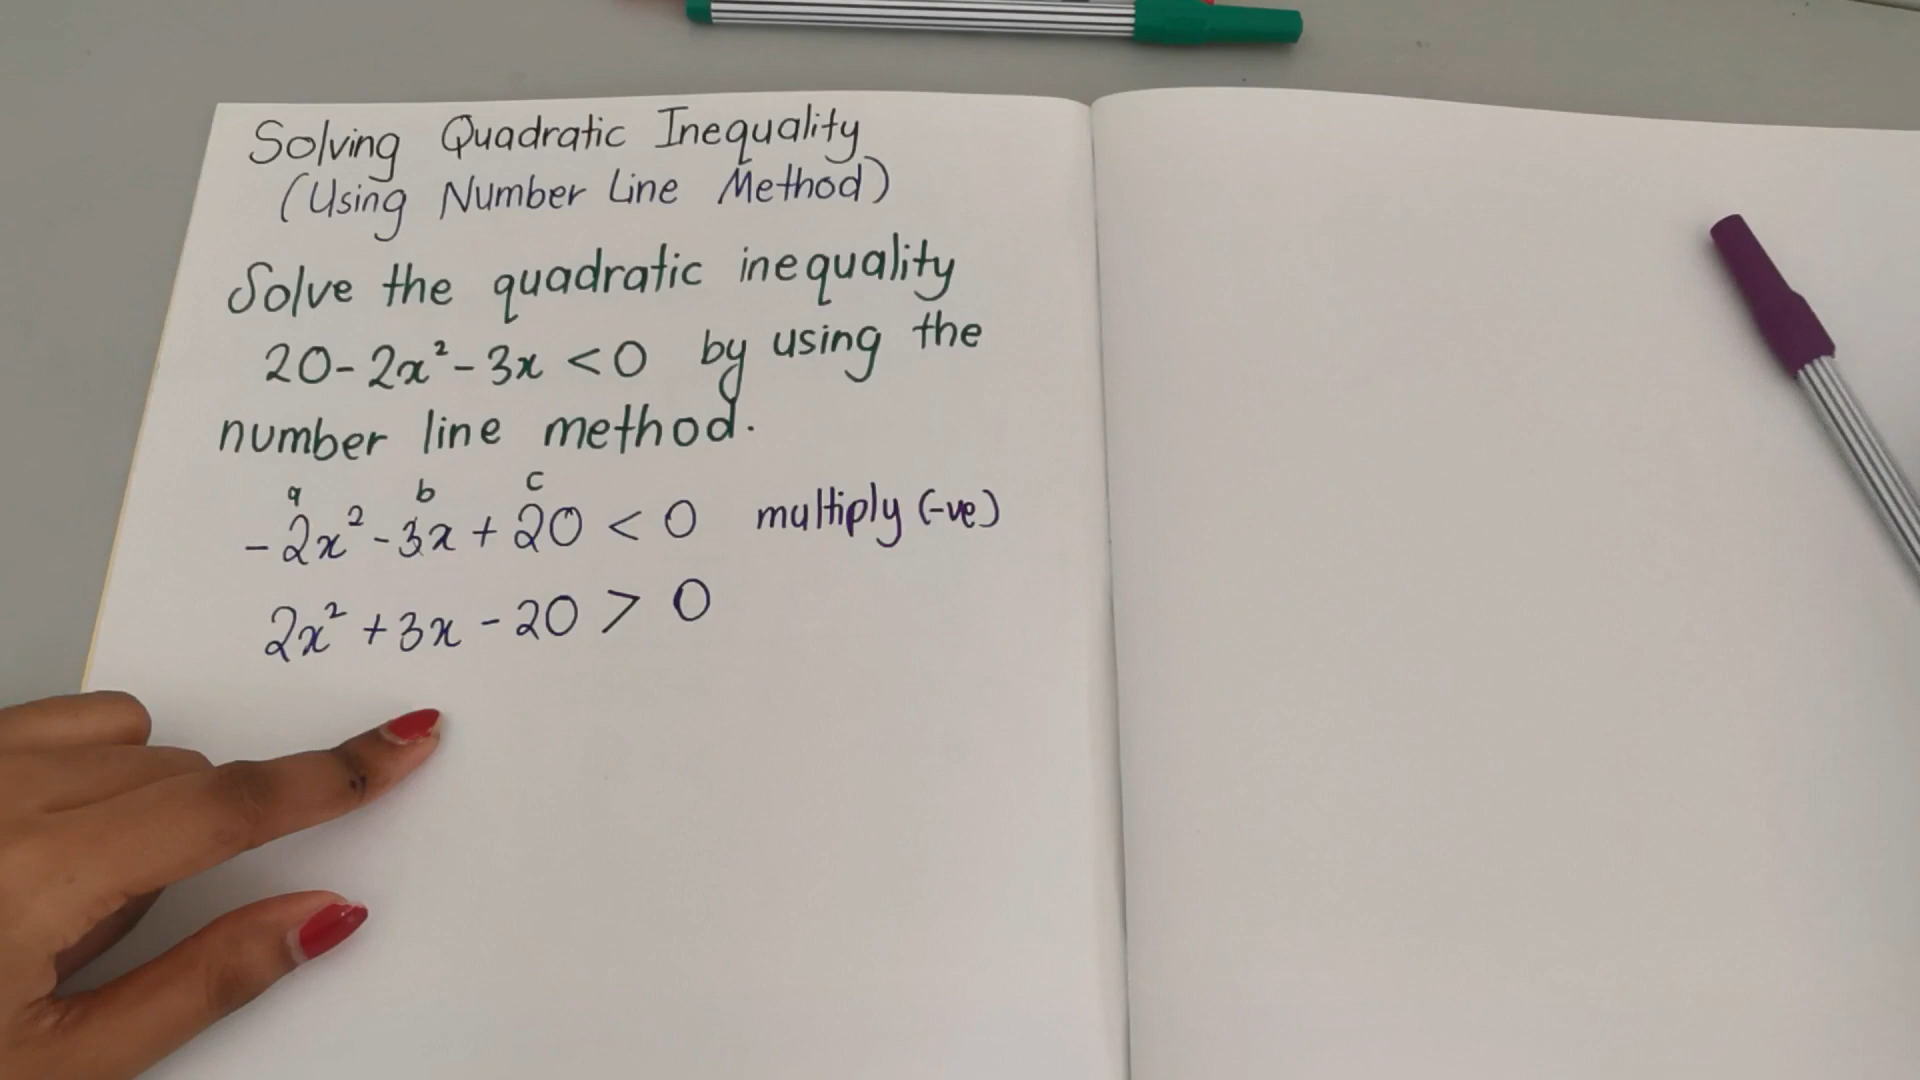 Solving Quadratic Inequality
(Using Number Line Method)
Solve the quadratic inequality
20-2x²-3x <0 by using the
number line method.
a b c
-2x²-3x+20 < 0 multiply (-ve)
2x²+3x-20 > 0